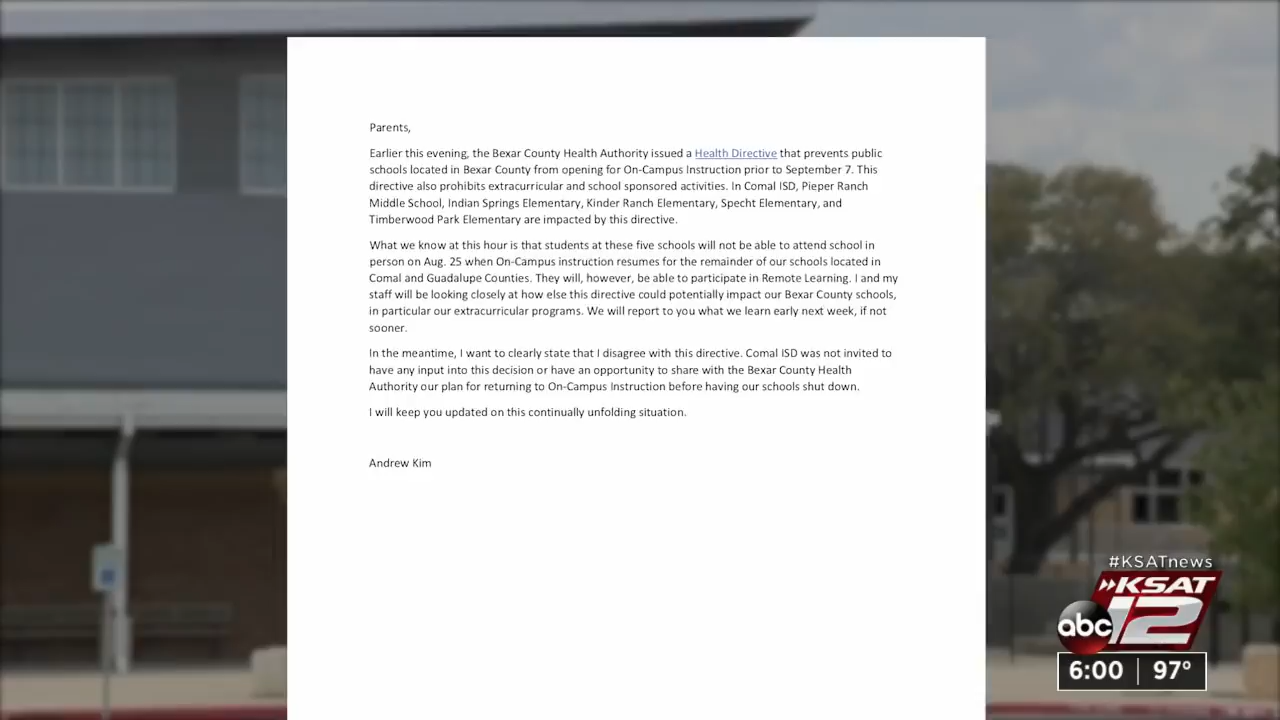 Parents,
Earlier this evening, the Bexar County Health Authority issued a Health Directive that prevents public
schools located in Bexar County from opening for On-Campus Instruction prior to September 7. This
directive also prohibits extracurricular and school sponsored activities. In Comal ISD, Pieper Ranch
Middle School, Indian Springs Elementary, Kinder Ranch Elementary, Specht Elementary, and
Timberwood Park Elementary are impacted by this directive.
What we know at this hour is that students at these five schools will not be able to attend school in
person on Aug. 25 when On-Campus instruction resumes for the remainder of our schools located in
Comal and Guadalupe Counties. They will, however, be able to participate in Remote Learning. I and my
staff will be looking closely at how else this directive could potentially impact our Bexar County schools,
in particular our extracurricular programs. We will report to you what we learn early next week, if not
sooner.
In the meantime, I want to clearly state that I disagree with this directive. Comal ISD was not invited to
have any input into this decision or have an opportunity to share with the Bexar County Health
Authority our plan for returning to On-Campus Instruction before having our schools shut down.
I will keep you updated on this continually unfolding situation.
Andrew Kim
#KSATnews
KSAT
abc 12
6:00 97°